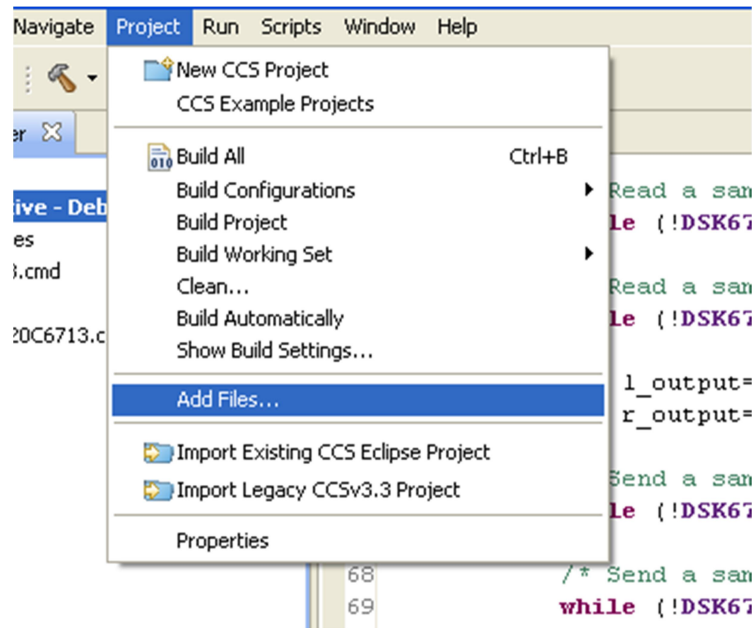 Navigate Project Run Scripts Window Help
New CCS Project
CCS Example Projects
er
Build All Ctrl+B
Build Configurations
Build Project
Build Working Set
Clean...
Build Automatically
Show Build Settings...
Add Files...
Import Existing CCS Eclipse Project
Import Legacy CCSv3.3 Project
Properties
ive - Deb
es
3.cmd
20C6713.c
Read a sam
le (!DSK67
Read a sam
le (!DSK67
l_output=
r_output=
Send a sam
le (!DSK67
68 /* Send a sam
69 while (!DSK67